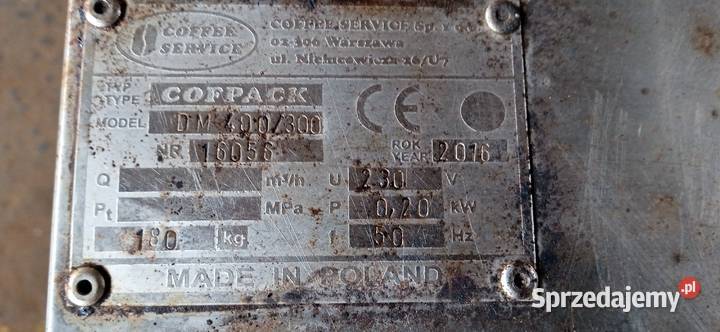 COFFEE SERVICE
COFFEE SERVICE Sp. z o.o.
02-306 Warszawa
ul. Niemcewicza 26/U7
TYP TYPE COFPACK
MODEL DM 400/300
NR 16056 ROK YEAR 2016
Q m³/h U 230 V
Pt MPa P 0,20 kW
180 kg f 50 Hz
MADE IN POLAND
CE
Sprzedajemy.pl